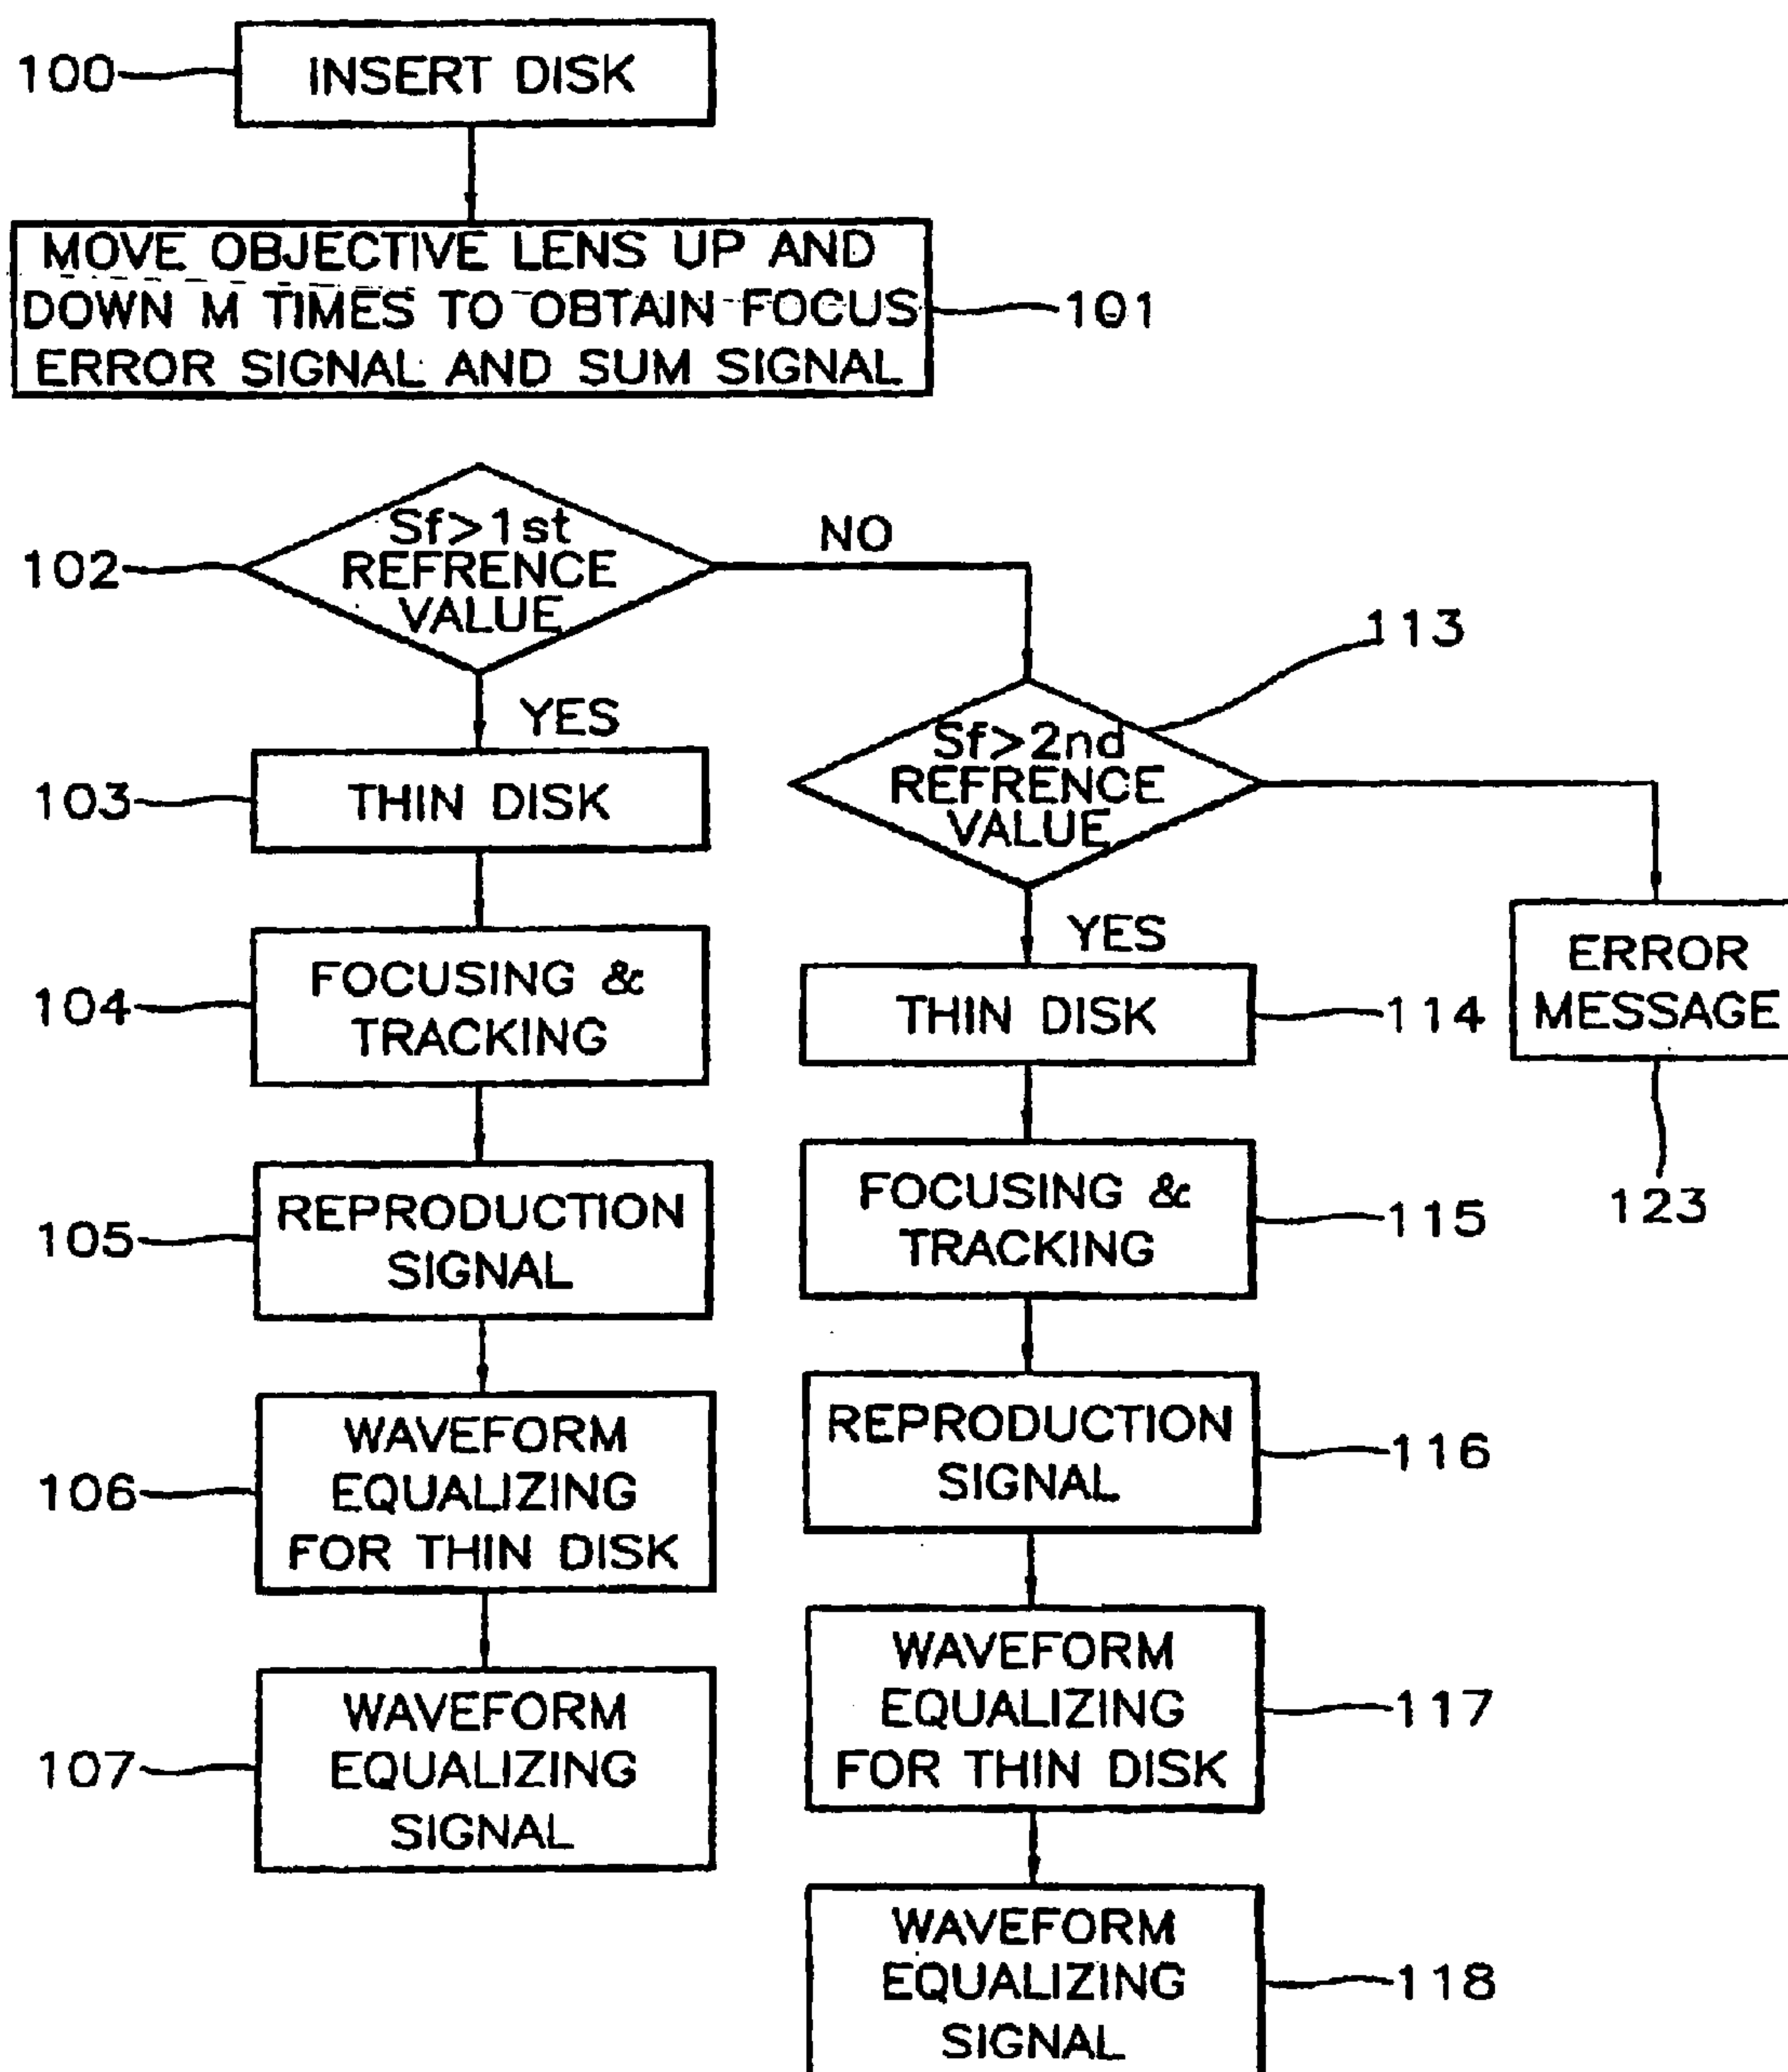 100
INSERT DISK
MOVE OBJECTIVE LENS UP AND
DOWN M TIMES TO OBTAIN FOCUS
ERROR SIGNAL AND SUM SIGNAL
101
102
Sf>1st
REFRENCE
VALUE
NO
YES
113
Sf>2nd
REFRENCE
VALUE
YES
103
THIN DISK
104
FOCUSING &
TRACKING
105
REPRODUCTION
SIGNAL
106
WAVEFORM
EQUALIZING
FOR THIN DISK
107
WAVEFORM
EQUALIZING
SIGNAL
THIN DISK
114
FOCUSING &
TRACKING
115
REPRODUCTION
SIGNAL
116
WAVEFORM
EQUALIZING
FOR THIN DISK
117
WAVEFORM
EQUALIZING
SIGNAL
118
ERROR
MESSAGE
123